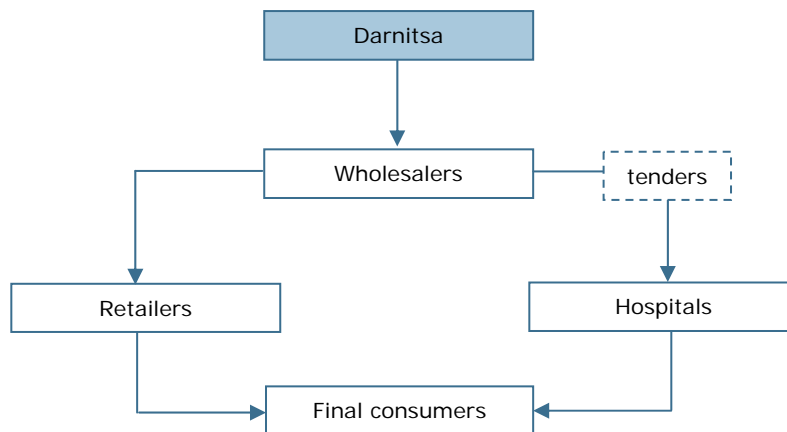 Darnitsa
Wholesalers
tenders
Retailers
Hospitals
Final consumers